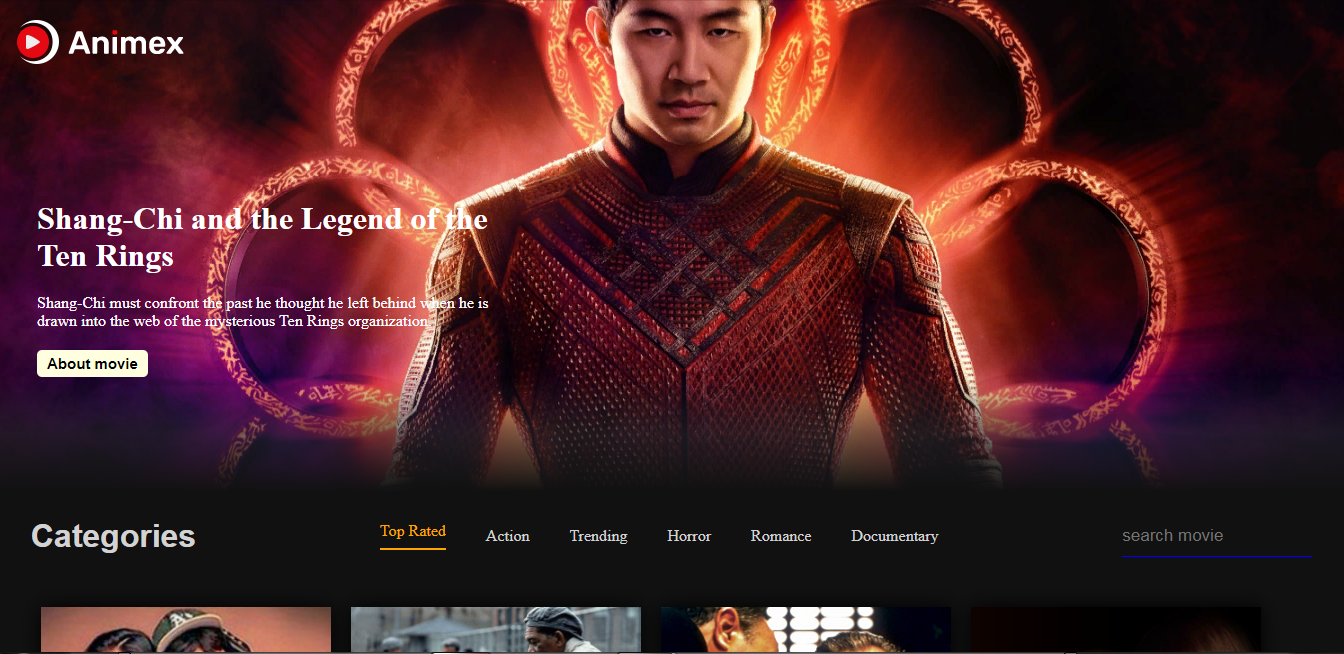 Animex
Shang-Chi and the Legend of the
Ten Rings
Shang-Chi must confront the past he thought he left behind when he is
drawn into the web of the mysterious Ten Rings organization.
About movie
Categories
Top Rated
Action
Trending
Horror
Romance
Documentary
search movie